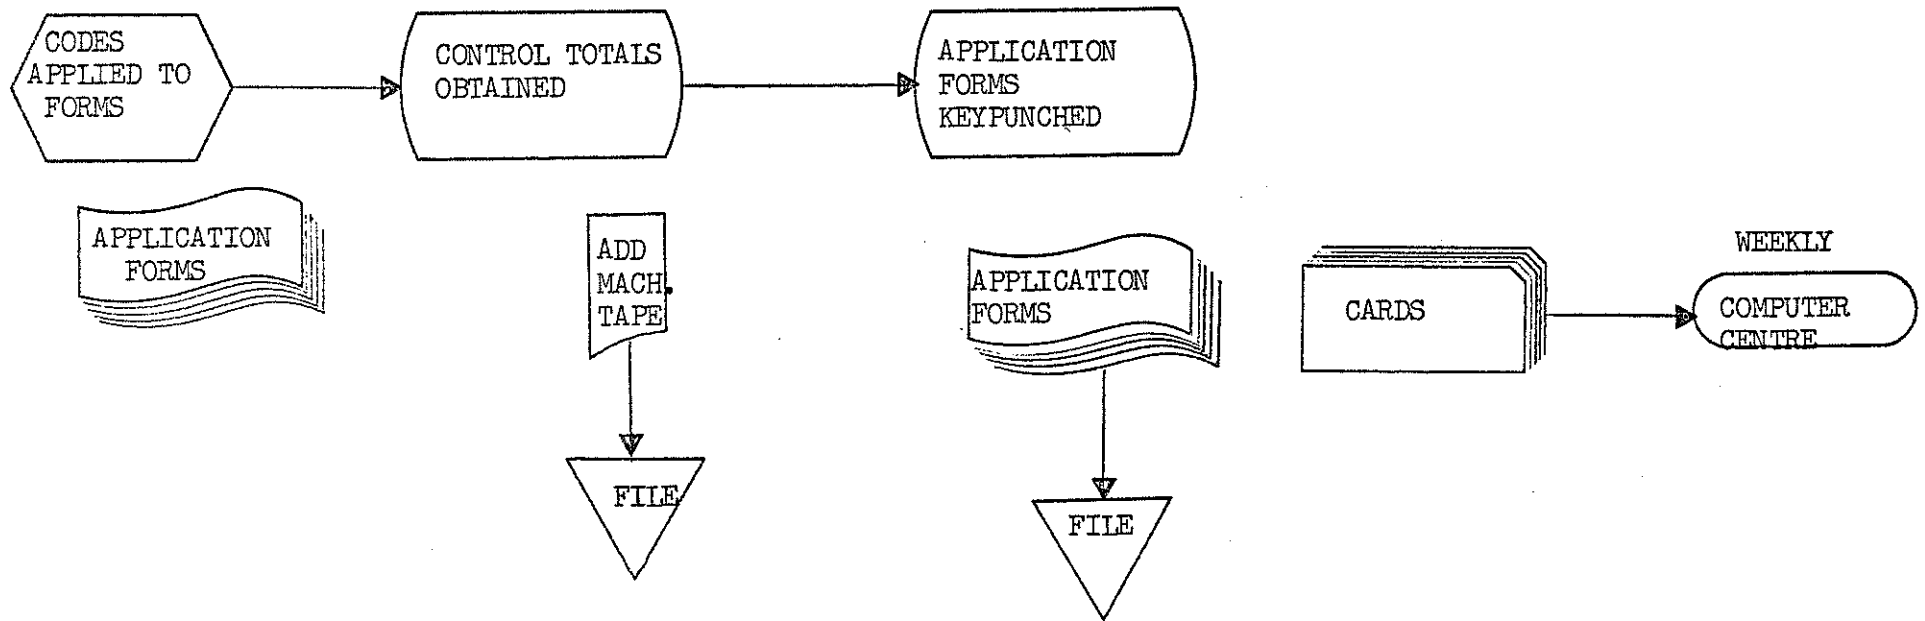 CODES
APPLIED TO
FORMS
CONTROL TOTALS
OBTAINED
APPLICATION
FORMS
KEYPUNCHED
APPLICATION
FORMS
ADD
MACH.
TAPE
APPLICATION
FORMS
CARDS
WEEKLY
COMPUTER
CENTRE
FILE
FILE